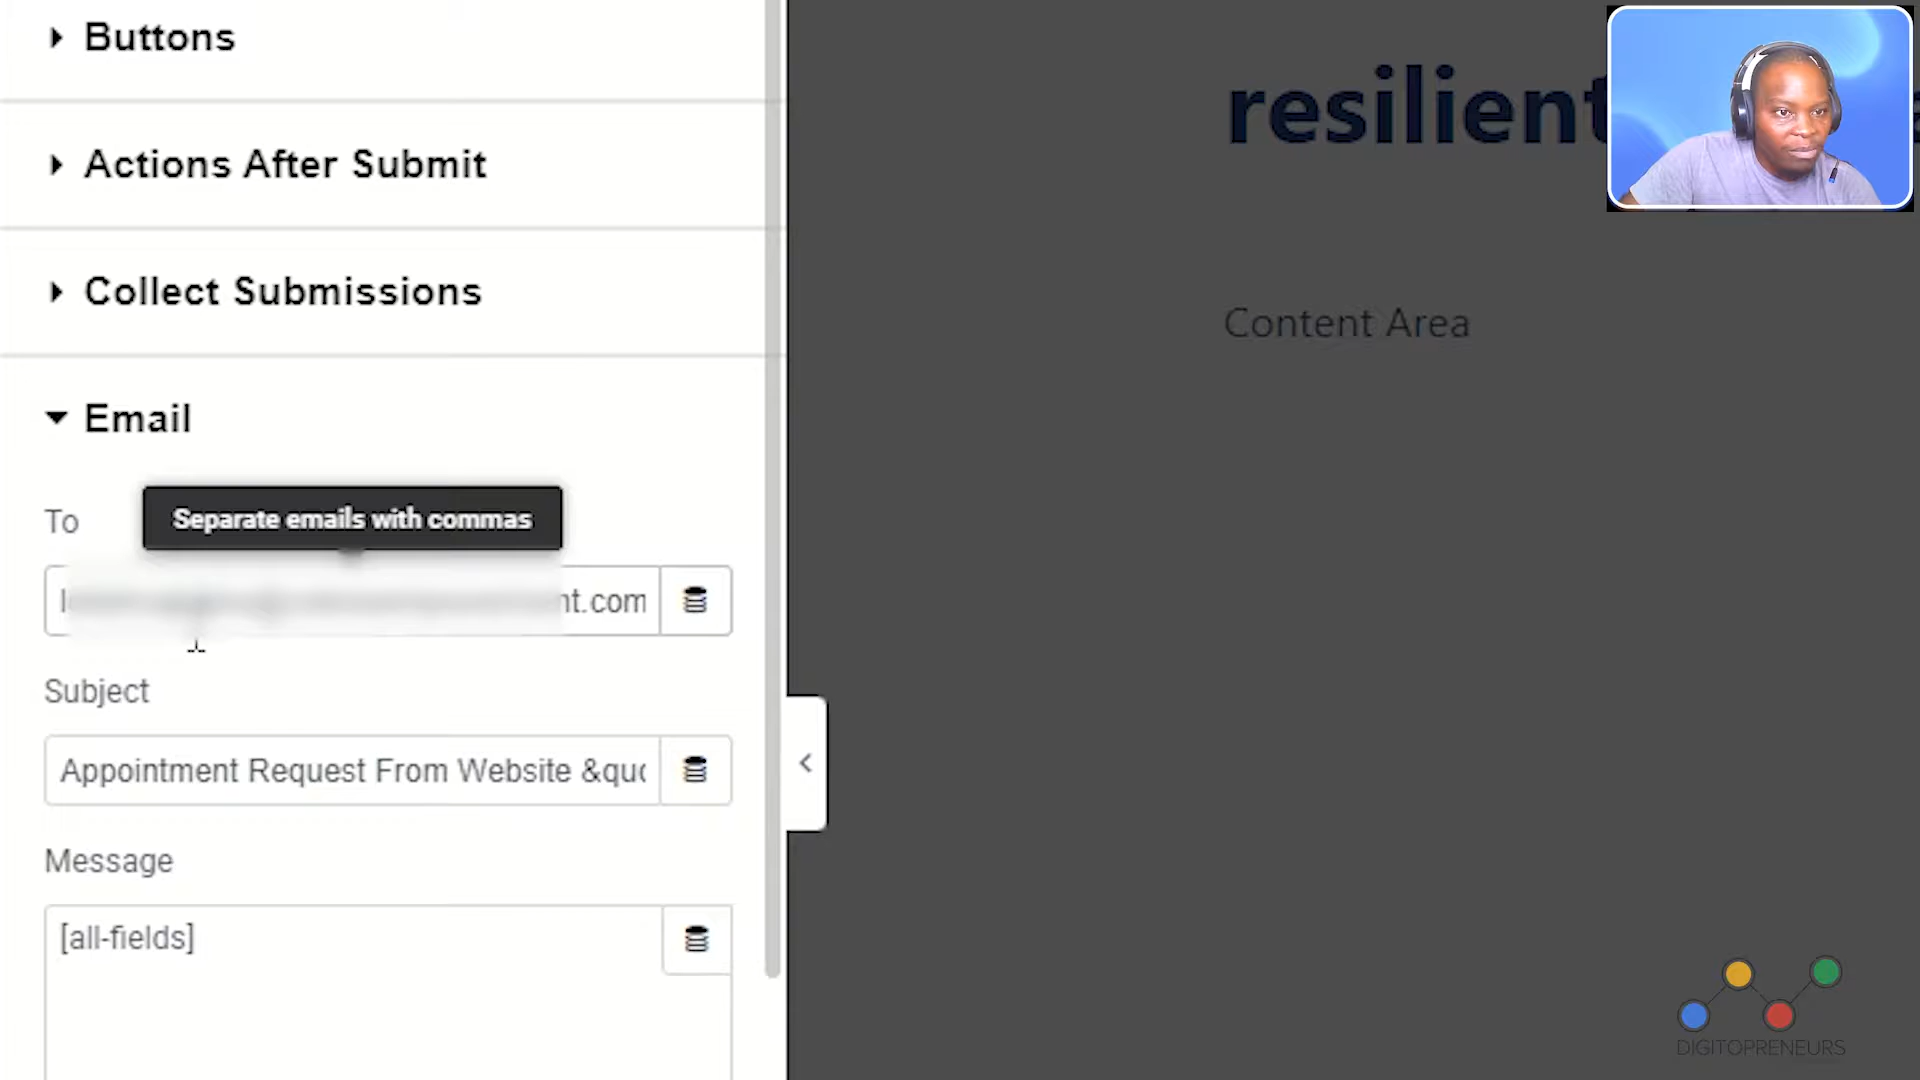 Buttons
Actions After Submit
Collect Submissions
Email
To
Separate emails with commas
nt.com
Subject
Appointment Request From Website &quo
Message
[all-fields]
resilient
Content Area
DIGITOPRENEURS